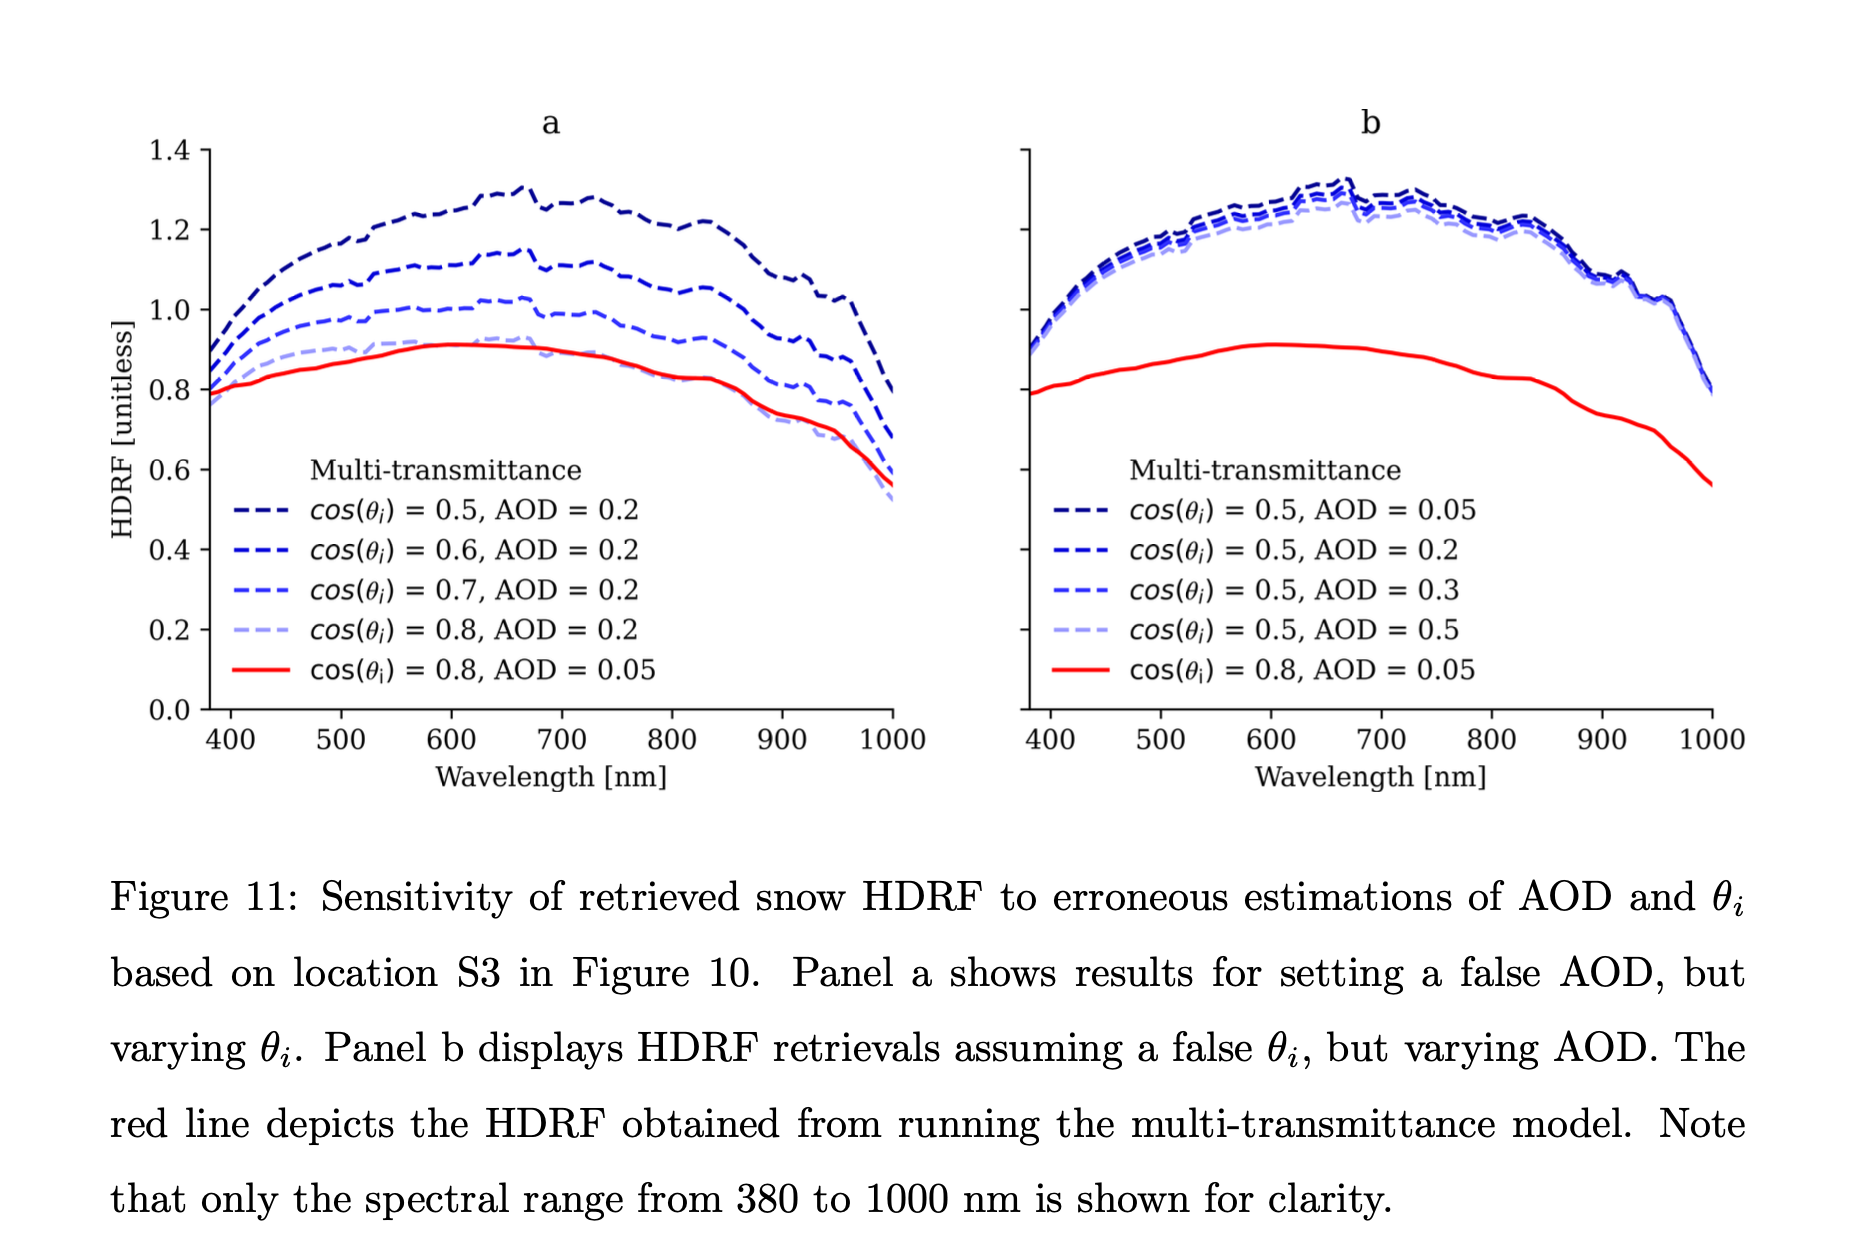 a
b
1.4
1.2
1.0
0.8
0.6
0.4
0.2
0.0
HDRF [unitless]
Multi-transmittance
cos(θi) = 0.5, AOD = 0.2
cos(θi) = 0.6, AOD = 0.2
cos(θi) = 0.7, AOD = 0.2
cos(θi) = 0.8, AOD = 0.2
cos(θi) = 0.8, AOD = 0.05
400 500 600 700 800 900 1000
Wavelength [nm]
Multi-transmittance
cos(θi) = 0.5, AOD = 0.05
cos(θi) = 0.5, AOD = 0.2
cos(θi) = 0.5, AOD = 0.3
cos(θi) = 0.5, AOD = 0.5
cos(θi) = 0.8, AOD = 0.05
400 500 600 700 800 900 1000
Wavelength [nm]
Figure 11: Sensitivity of retrieved snow HDRF to erroneous estimations of AOD and θi
based on location S3 in Figure 10. Panel a shows results for setting a false AOD, but
varying θi. Panel b displays HDRF retrievals assuming a false θi, but varying AOD. The
red line depicts the HDRF obtained from running the multi-transmittance model. Note
that only the spectral range from 380 to 1000 nm is shown for clarity.